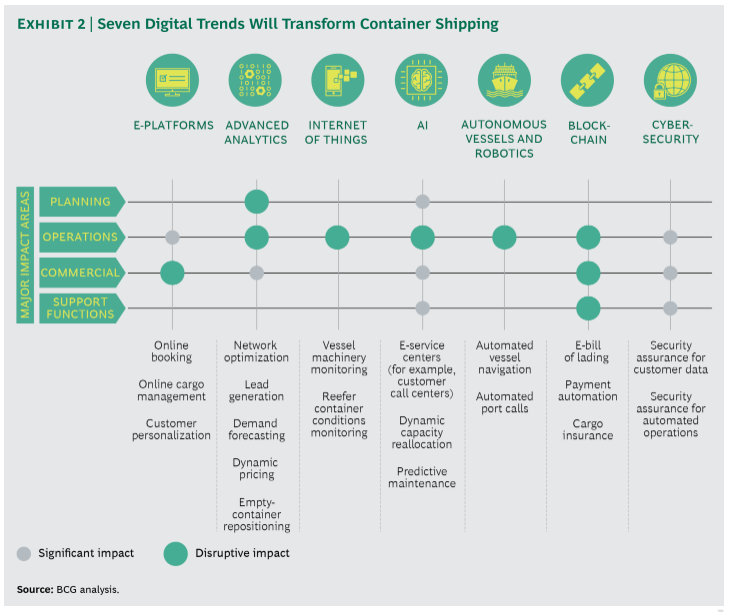 EXHIBIT 2 | Seven Digital Trends Will Transform Container Shipping
E-PLATFORMS
ADVANCED
ANALYTICS
INTERNET
OF THINGS
AI
AUTONOMOUS
VESSELS AND
ROBOTICS
BLOCK-
CHAIN
CYBER-
SECURITY
MAJOR IMPACT AREAS
PLANNING
OPERATIONS
COMMERCIAL
SUPPORT
FUNCTIONS
Online
booking
Online cargo
management
Customer
personalization
Network
optimization
Lead
generation
Demand
forecasting
Dynamic
pricing
Empty-
container
repositioning
Vessel
machinery
monitoring
Reefer
container
conditions
monitoring
E-service
centers
(for example,
customer
call centers)
Dynamic
capacity
reallocation
Predictive
maintenance
Automated
vessel
navigation
Automated
port calls
E-bill
of lading
Payment
automation
Cargo
insurance
Security
assurance for
customer data
Security
assurance for
automated
operations
Significant impact
Disruptive impact
Source: BCG analysis.